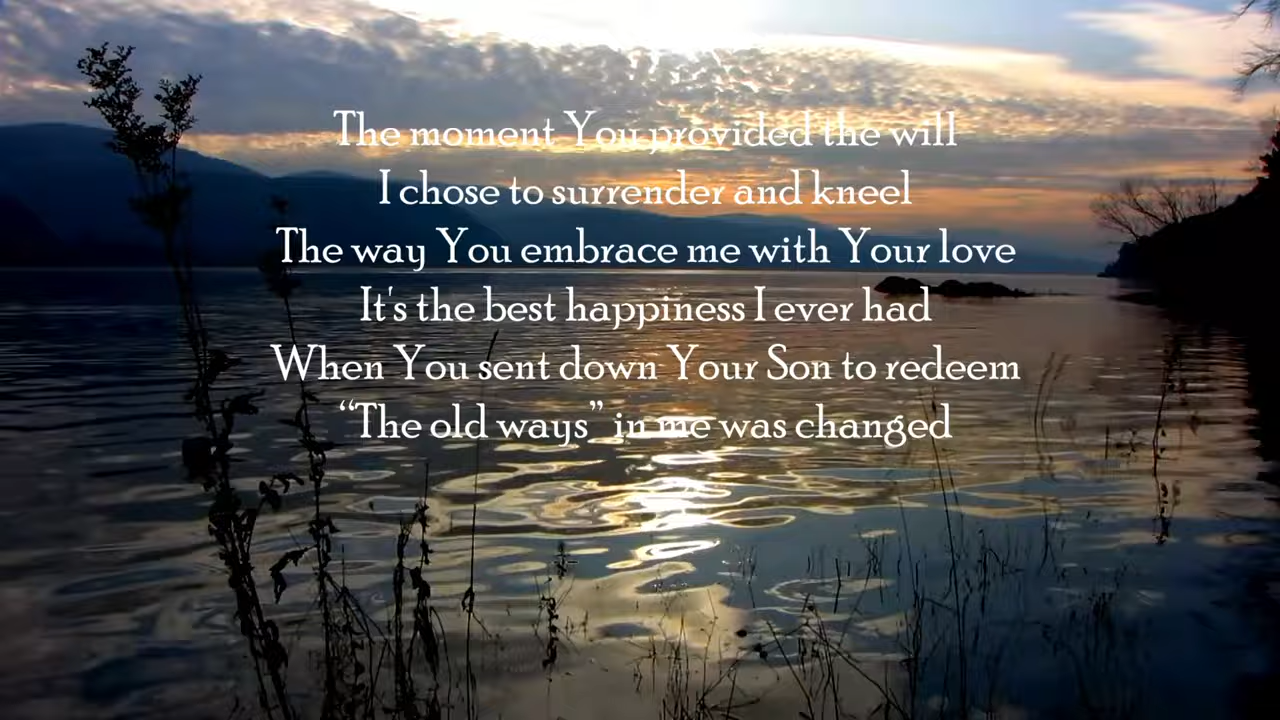 The moment You provided the will
I chose to surrender and kneel
The way You embrace me with Your love
It's the best happiness I ever had
When You sent down Your Son to redeem
“The old ways” in me was changed